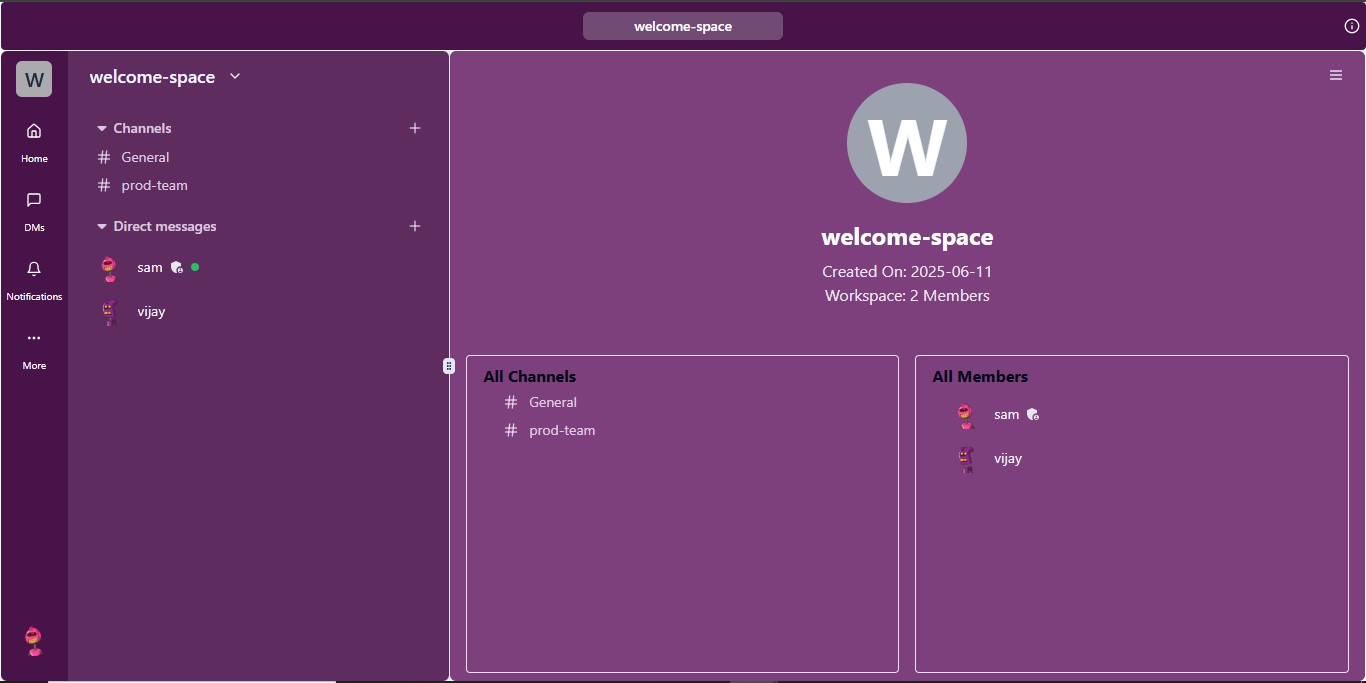 welcome-space
W
Home
DMs
Notifications
More
welcome-space
Channels
# General
# prod-team
Direct messages
sam
vijay
W
welcome-space
Created On: 2025-06-11
Workspace: 2 Members
All Channels
# General
# prod-team
All Members
sam
vijay